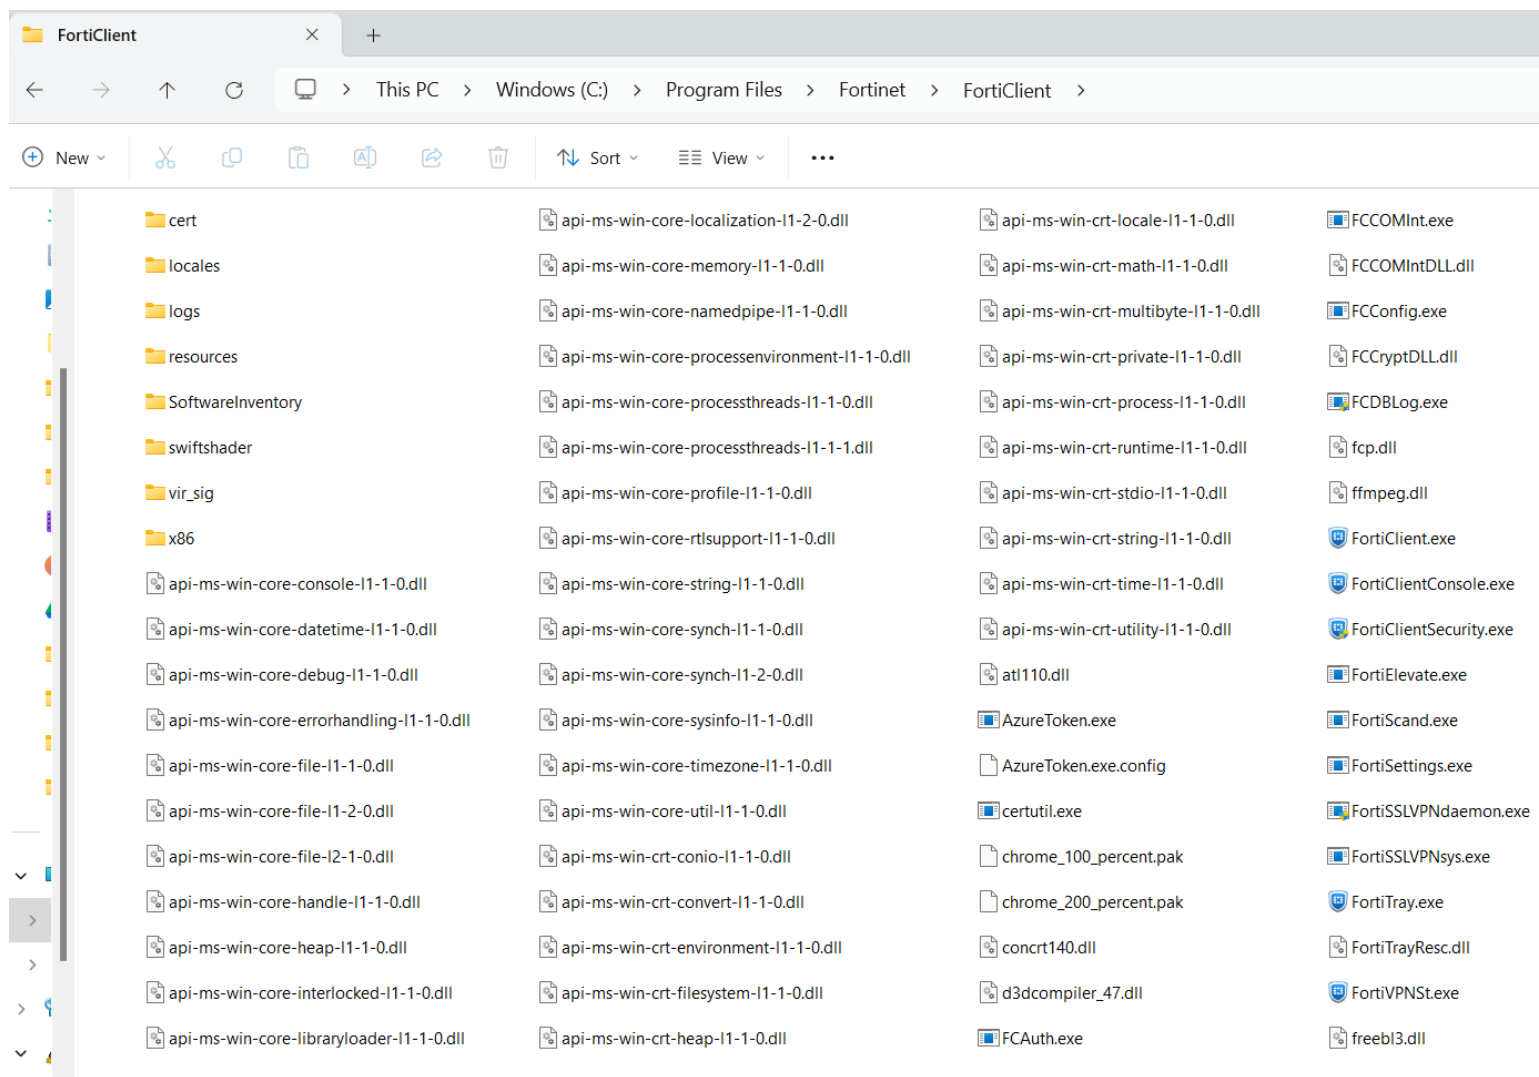 FortiClient
This PC > Windows (C:) > Program Files > Fortinet > FortiClient >
New
Sort
View
cert
locales
logs
resources
SoftwareInventory
swiftshader
vir_sig
x86
api-ms-win-core-console-l1-1-0.dll
api-ms-win-core-datetime-l1-1-0.dll
api-ms-win-core-debug-l1-1-0.dll
api-ms-win-core-errorhandling-l1-1-0.dll
api-ms-win-core-file-l1-1-0.dll
api-ms-win-core-file-l1-2-0.dll
api-ms-win-core-file-l2-1-0.dll
api-ms-win-core-handle-l1-1-0.dll
api-ms-win-core-heap-l1-1-0.dll
api-ms-win-core-interlocked-l1-1-0.dll
api-ms-win-core-libraryloader-l1-1-0.dll
api-ms-win-core-localization-l1-2-0.dll
api-ms-win-core-memory-l1-1-0.dll
api-ms-win-core-namedpipe-l1-1-0.dll
api-ms-win-core-processenvironment-l1-1-0.dll
api-ms-win-core-processthreads-l1-1-0.dll
api-ms-win-core-processthreads-l1-1-1.dll
api-ms-win-core-profile-l1-1-0.dll
api-ms-win-core-rtlsupport-l1-1-0.dll
api-ms-win-core-string-l1-1-0.dll
api-ms-win-core-synch-l1-1-0.dll
api-ms-win-core-synch-l1-2-0.dll
api-ms-win-core-sysinfo-l1-1-0.dll
api-ms-win-core-timezone-l1-1-0.dll
api-ms-win-core-util-l1-1-0.dll
api-ms-win-crt-conio-l1-1-0.dll
api-ms-win-crt-convert-l1-1-0.dll
api-ms-win-crt-environment-l1-1-0.dll
api-ms-win-crt-filesystem-l1-1-0.dll
api-ms-win-crt-heap-l1-1-0.dll
api-ms-win-crt-locale-l1-1-0.dll
api-ms-win-crt-math-l1-1-0.dll
api-ms-win-crt-multibyte-l1-1-0.dll
api-ms-win-crt-private-l1-1-0.dll
api-ms-win-crt-process-l1-1-0.dll
api-ms-win-crt-runtime-l1-1-0.dll
api-ms-win-crt-stdio-l1-1-0.dll
api-ms-win-crt-string-l1-1-0.dll
api-ms-win-crt-time-l1-1-0.dll
api-ms-win-crt-utility-l1-1-0.dll
atl110.dll
AzureToken.exe
AzureToken.exe.config
certutil.exe
chrome_100_percent.pak
chrome_200_percent.pak
concrt140.dll
d3dcompiler_47.dll
FCAuth.exe
FCCOMInt.exe
FCCOMIntDLL.dll
FCConfig.exe
FCCryptDLL.dll
FCDBLog.exe
fcp.dll
ffmpeg.dll
FortiClient.exe
FortiClientConsole.exe
FortiClientSecurity.exe
FortiElevate.exe
FortiScand.exe
FortiSettings.exe
FortiSSLVPNdaemon.exe
FortiSSLVPNsys.exe
FortiTray.exe
FortiTrayResc.dll
FortiVPNSt.exe
freebl3.dll